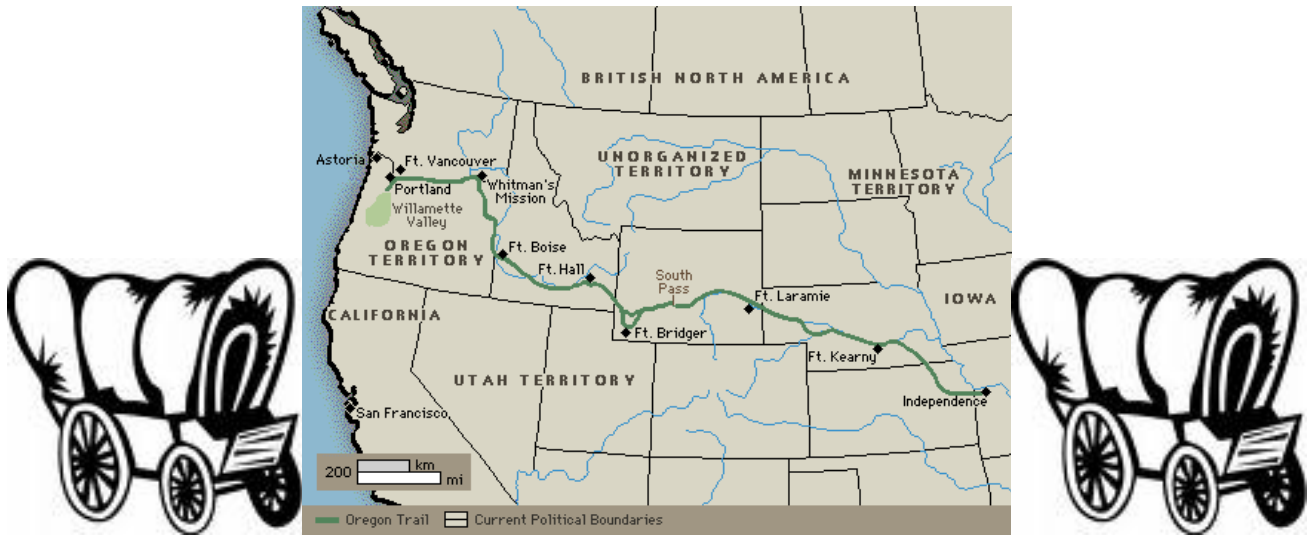 BRITISH NORTH AMERICA
UNORGANIZED
TERRITORY
MINNESOTA
TERRITORY
Astoria
Ft. Vancouver
Portland
Whitman's
Mission
Willamette
Valley
OREGON
TERRITORY
Ft. Boise
Ft. Hall
South
Pass
Ft. Laramie
IOWA
CALIFORNIA
Ft. Bridger
Ft. Kearny
UTAH TERRITORY
Independence
San Francisco
200 km
mi
Oregon Trail Current Political Boundaries